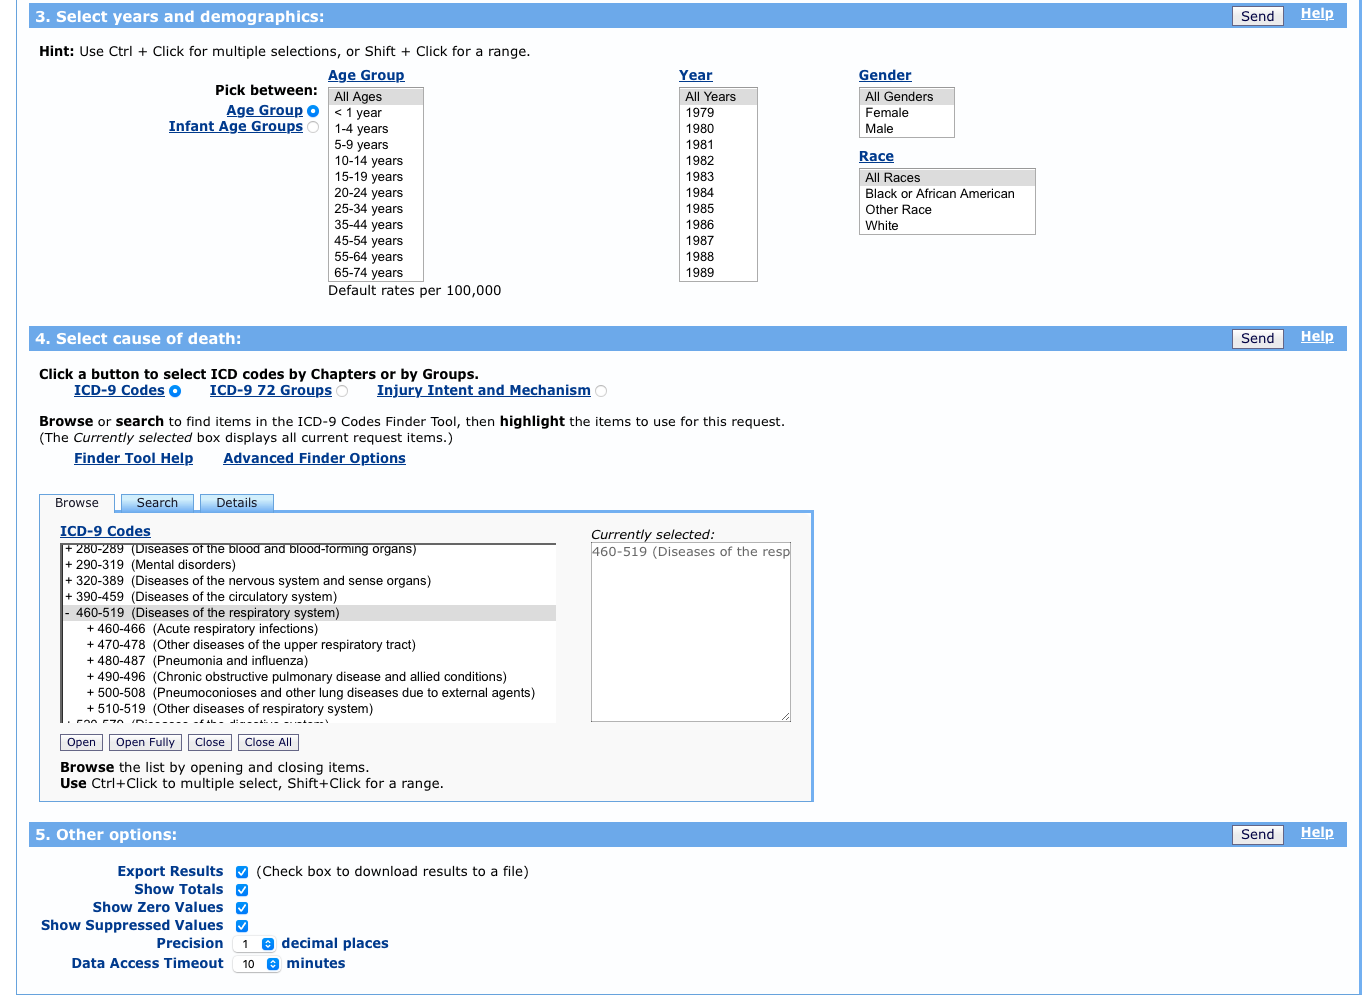 3. Select years and demographics:
Send Help
Hint: Use Ctrl + Click for multiple selections, or Shift + Click for a range.
Pick between:
Age Group
Infant Age Groups
Age Group
All Ages
< 1 year
1-4 years
5-9 years
10-14 years
15-19 years
20-24 years
25-34 years
35-44 years
45-54 years
55-64 years
65-74 years
Default rates per 100,000
Year
All Years
1979
1980
1981
1982
1983
1984
1985
1986
1987
1988
1989
Gender
All Genders
Female
Male
Race
All Races
Black or African American
Other Race
White
4. Select cause of death:
Send Help
Click a button to select ICD codes by Chapters or by Groups.
ICD-9 Codes ICD-9 72 Groups Injury Intent and Mechanism
Browse or search to find items in the ICD-9 Codes Finder Tool, then highlight the items to use for this request.
(The Currently selected box displays all current request items.)
Finder Tool Help Advanced Finder Options
Browse Search Details
ICD-9 Codes
+ 280-289 (Diseases of the blood and blood-forming organs)
+ 290-319 (Mental disorders)
+ 320-389 (Diseases of the nervous system and sense organs)
+ 390-459 (Diseases of the circulatory system)
- 460-519 (Diseases of the respiratory system)
+ 460-466 (Acute respiratory infections)
+ 470-478 (Other diseases of the upper respiratory tract)
+ 480-487 (Pneumonia and influenza)
+ 490-496 (Chronic obstructive pulmonary disease and allied conditions)
+ 500-508 (Pneumoconioses and other lung diseases due to external agents)
+ 510-519 (Other diseases of respiratory system)
+ 520-579 (Diseases of the digestive system)
Currently selected:
460-519 (Diseases of the resp
Open Open Fully Close Close All
Browse the list by opening and closing items.
Use Ctrl+Click to multiple select, Shift+Click for a range.
5. Other options:
Send Help
Export Results (Check box to download results to a file)
Show Totals
Show Zero Values
Show Suppressed Values
Precision 1 decimal places
Data Access Timeout 10 minutes